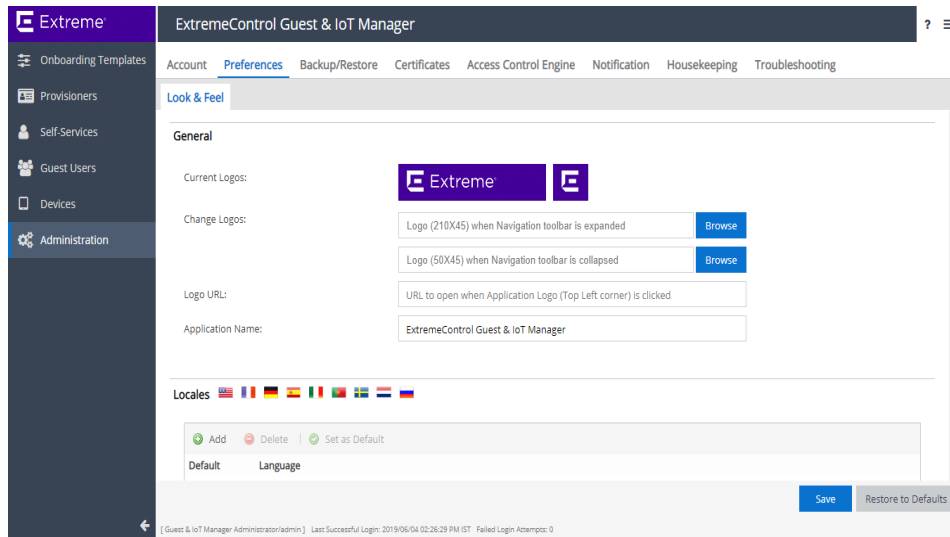 Extreme
ExtremeControl Guest & IoT Manager
?
Onboarding Templates
Provisioners
Self-Services
Guest Users
Devices
Administration
Account Preferences Backup/Restore Certificates Access Control Engine Notification Housekeeping Troubleshooting
Look & Feel
General
Current Logos:
Extreme
Change Logos:
Logo (210X45) when Navigation toolbar is expanded Browse
Logo (50X45) when Navigation toolbar is collapsed Browse
Logo URL: URL to open when Application Logo (Top Left corner) is clicked
Application Name: ExtremeControl Guest & IoT Manager
Locales
Add Delete Set as Default
Default Language
Save Restore to Defaults
[ Guest & IoT Manager Administrator/admin ] Last Successful Login: 2019/06/04 02:26:29 PM IST Failed Login Attempts: 0